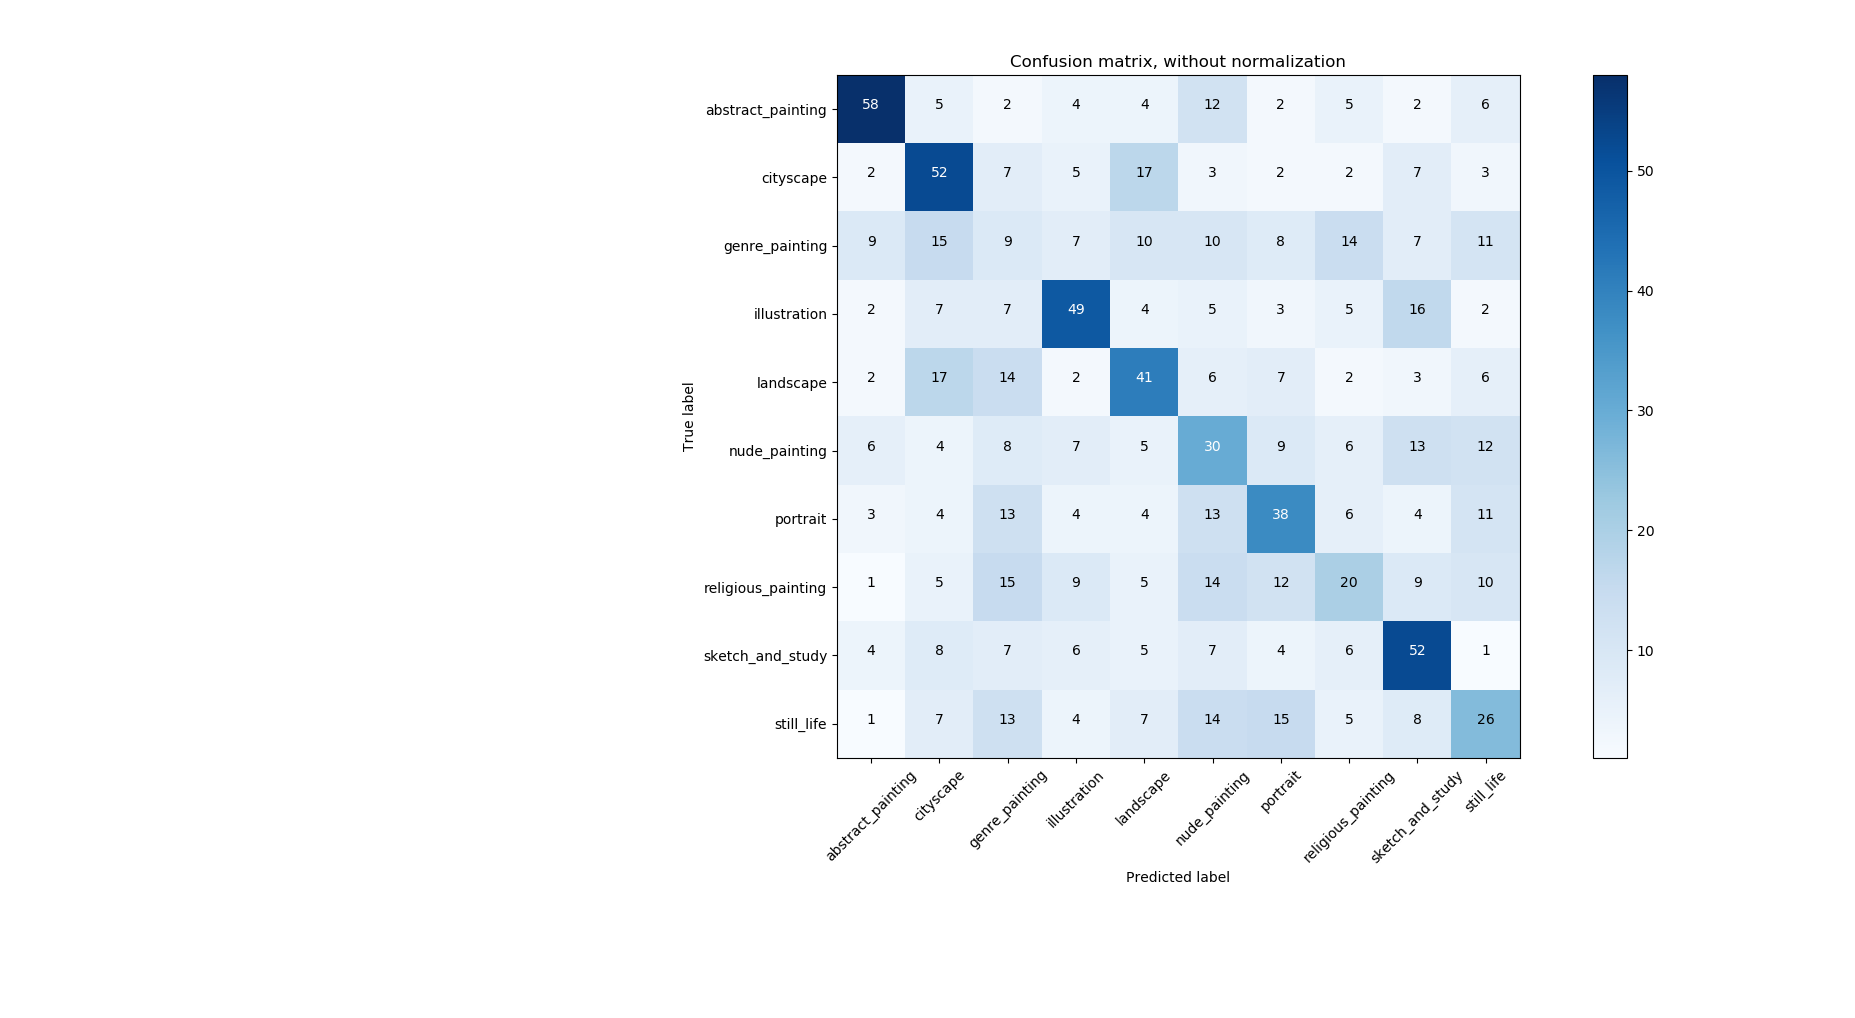 Confusion matrix, without normalization
abstract_painting 58 5 2 4 4 12 2 5 2 6
cityscape 2 52 7 5 17 3 2 2 7 3
genre_painting 9 15 9 7 10 10 8 14 7 11
illustration 2 7 7 49 4 5 3 5 16 2
landscape 2 17 14 2 41 6 7 2 3 6
nude_painting 6 4 8 7 5 30 9 6 13 12
portrait 3 4 13 4 4 13 38 6 4 11
religious_painting 1 5 15 9 5 14 12 20 9 10
sketch_and_study 4 8 7 6 5 7 4 6 52 1
still_life 1 7 13 4 7 14 15 5 8 26
True label
abstract_painting
cityscape
genre_painting
illustration
landscape
nude_painting
portrait
religious_painting
sketch_and_study
still_life
Predicted label
50
40
30
20
10